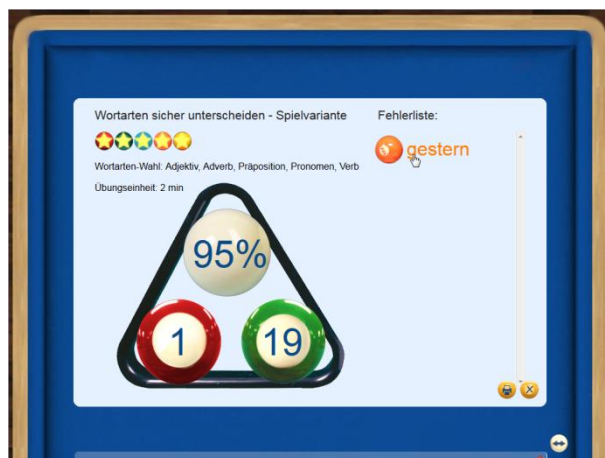 Wortarten sicher unterscheiden - Spielvariante
Fehlerliste:
gestern
Wortarten-Wahl: Adjektiv, Adverb, Präposition, Pronomen, Verb
Übungseinheit: 2 min
95%
1
19